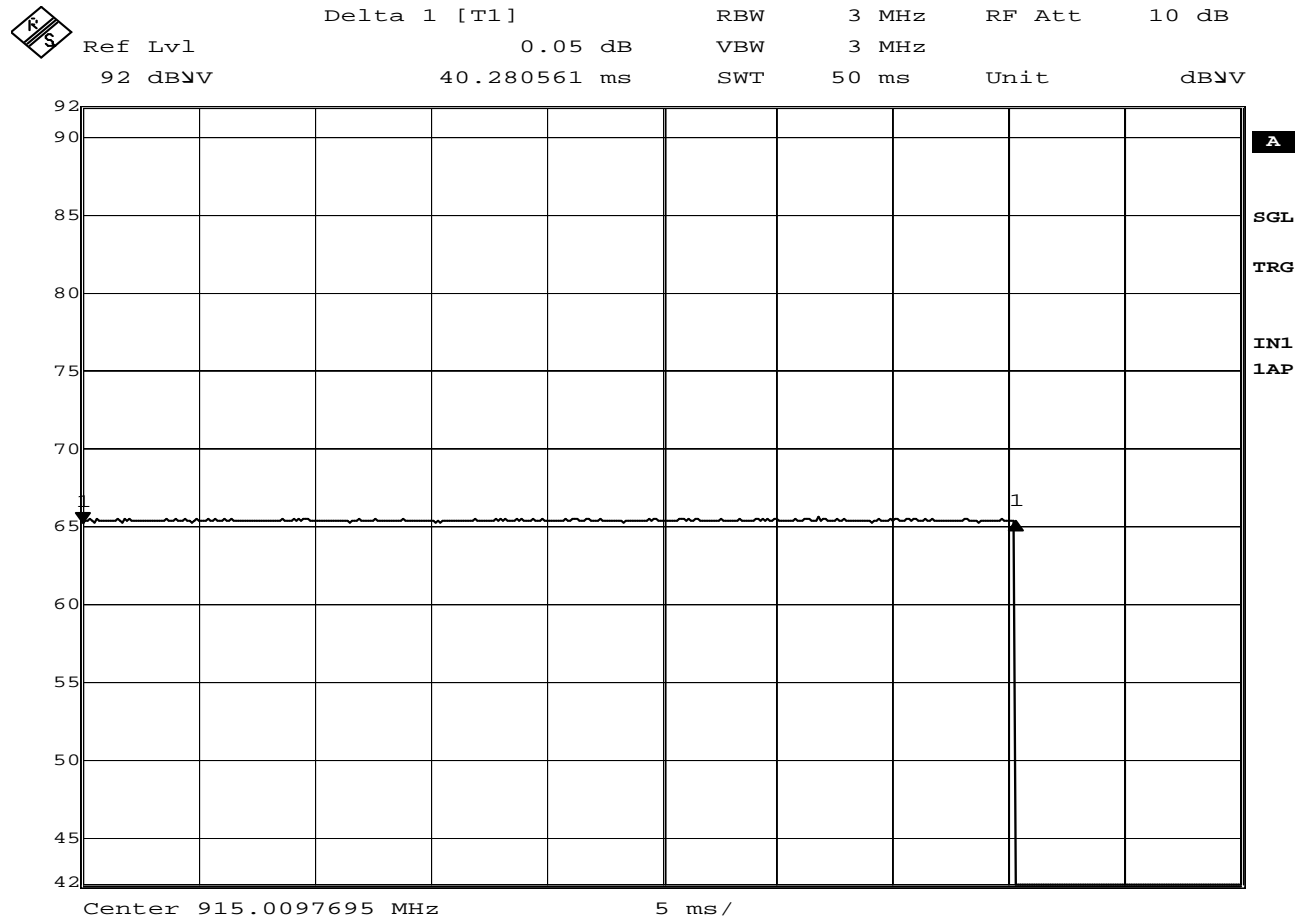 R S
Delta 1 [T1] RBW 3 MHz RF Att 10 dB
Ref Lvl 0.05 dB VBW 3 MHz
92 dBµV 40.280561 ms SWT 50 ms Unit dBµV
92
90
A
85
SGL
TRG
80
IN1
75
1AP
70
1 1
65
60
55
50
45
42
Center 915.0097695 MHz 5 ms/